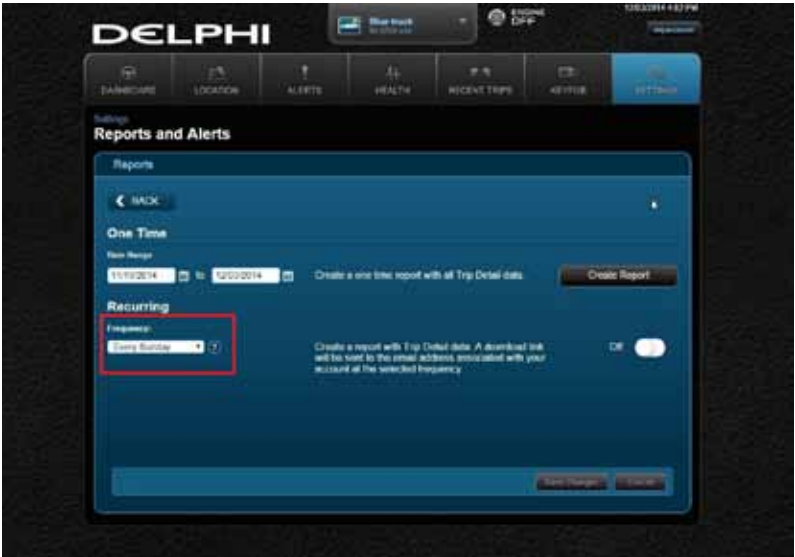 DELPHI
Blue truck
ENGINE
OFF
DASHBOARD
LOCATION
ALERTS
HEALTH
RECENT TRIPS
KEYFOB
SETTINGS
Settings
Reports and Alerts
Reports
BACK
One Time
Date Range
to 12/03/2014
Create a one time report with all Trip Detail data.
Create Report
Recurring
Frequency:
Every Sunday
?
Create a report with Trip Detail data. A download link
will be sent to the email address associated with your
account at the selected frequency.
Off
Save Changes
Cancel